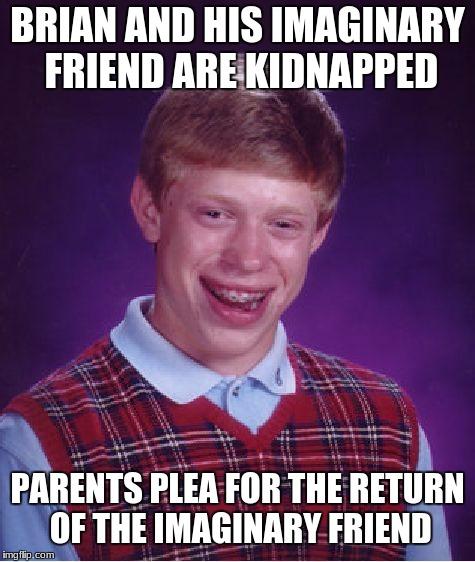 BRIAN AND HIS IMAGINARY
FRIEND ARE KIDNAPPED
PARENTS PLEA FOR THE RETURN
OF THE IMAGINARY FRIEND
imgflip.com